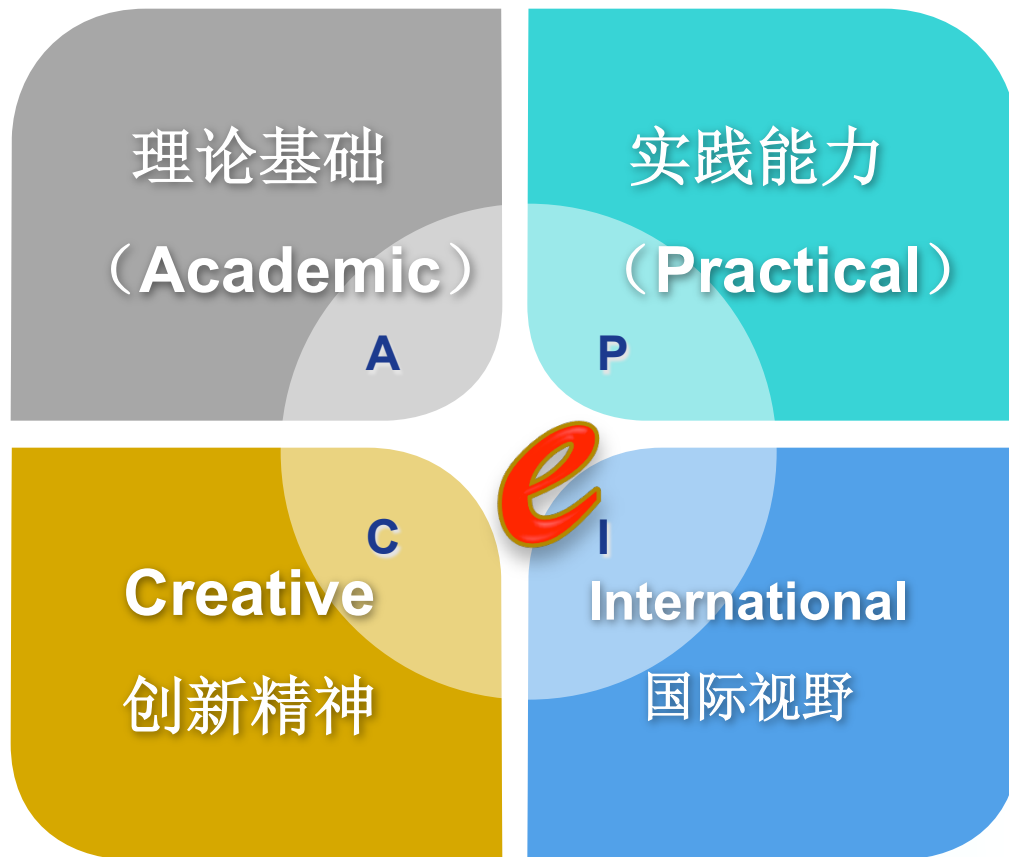 理论基础
（Academic）
A
实践能力
（Practical）
P
e
C
Creative
创新精神
I
International
国际视野